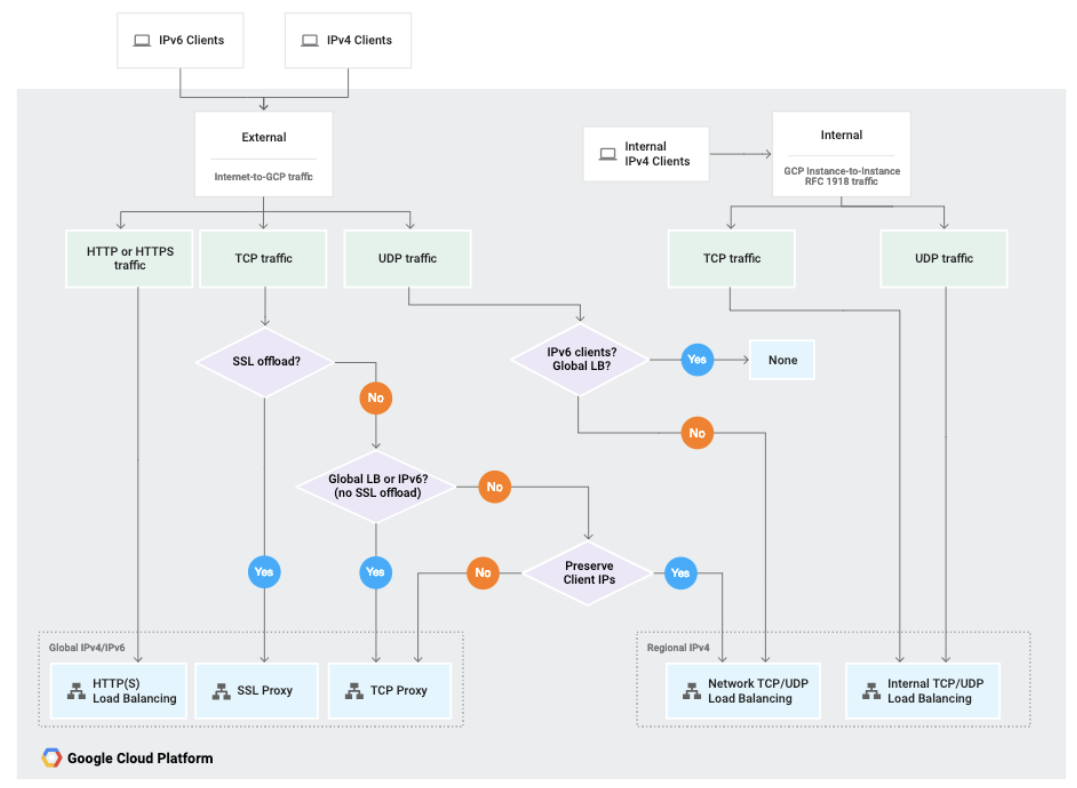 IPv6 Clients
IPv4 Clients
External
Internet-to-GCP traffic
Internal
IPv4 Clients
Internal
GCP Instance-to-Instance
RFC 1918 traffic
HTTP or HTTPS
traffic
TCP traffic
UDP traffic
TCP traffic
UDP traffic
SSL offload?
IPv6 clients?
Global LB?
Yes
None
No
No
Global LB or IPv6?
(no SSL offload)
No
Yes
Yes
No
Preserve
Client IPs
Yes
Global IPv4/IPv6
HTTP(S)
Load Balancing
SSL Proxy
TCP Proxy
Regional IPv4
Network TCP/UDP
Load Balancing
Internal TCP/UDP
Load Balancing
Google Cloud Platform